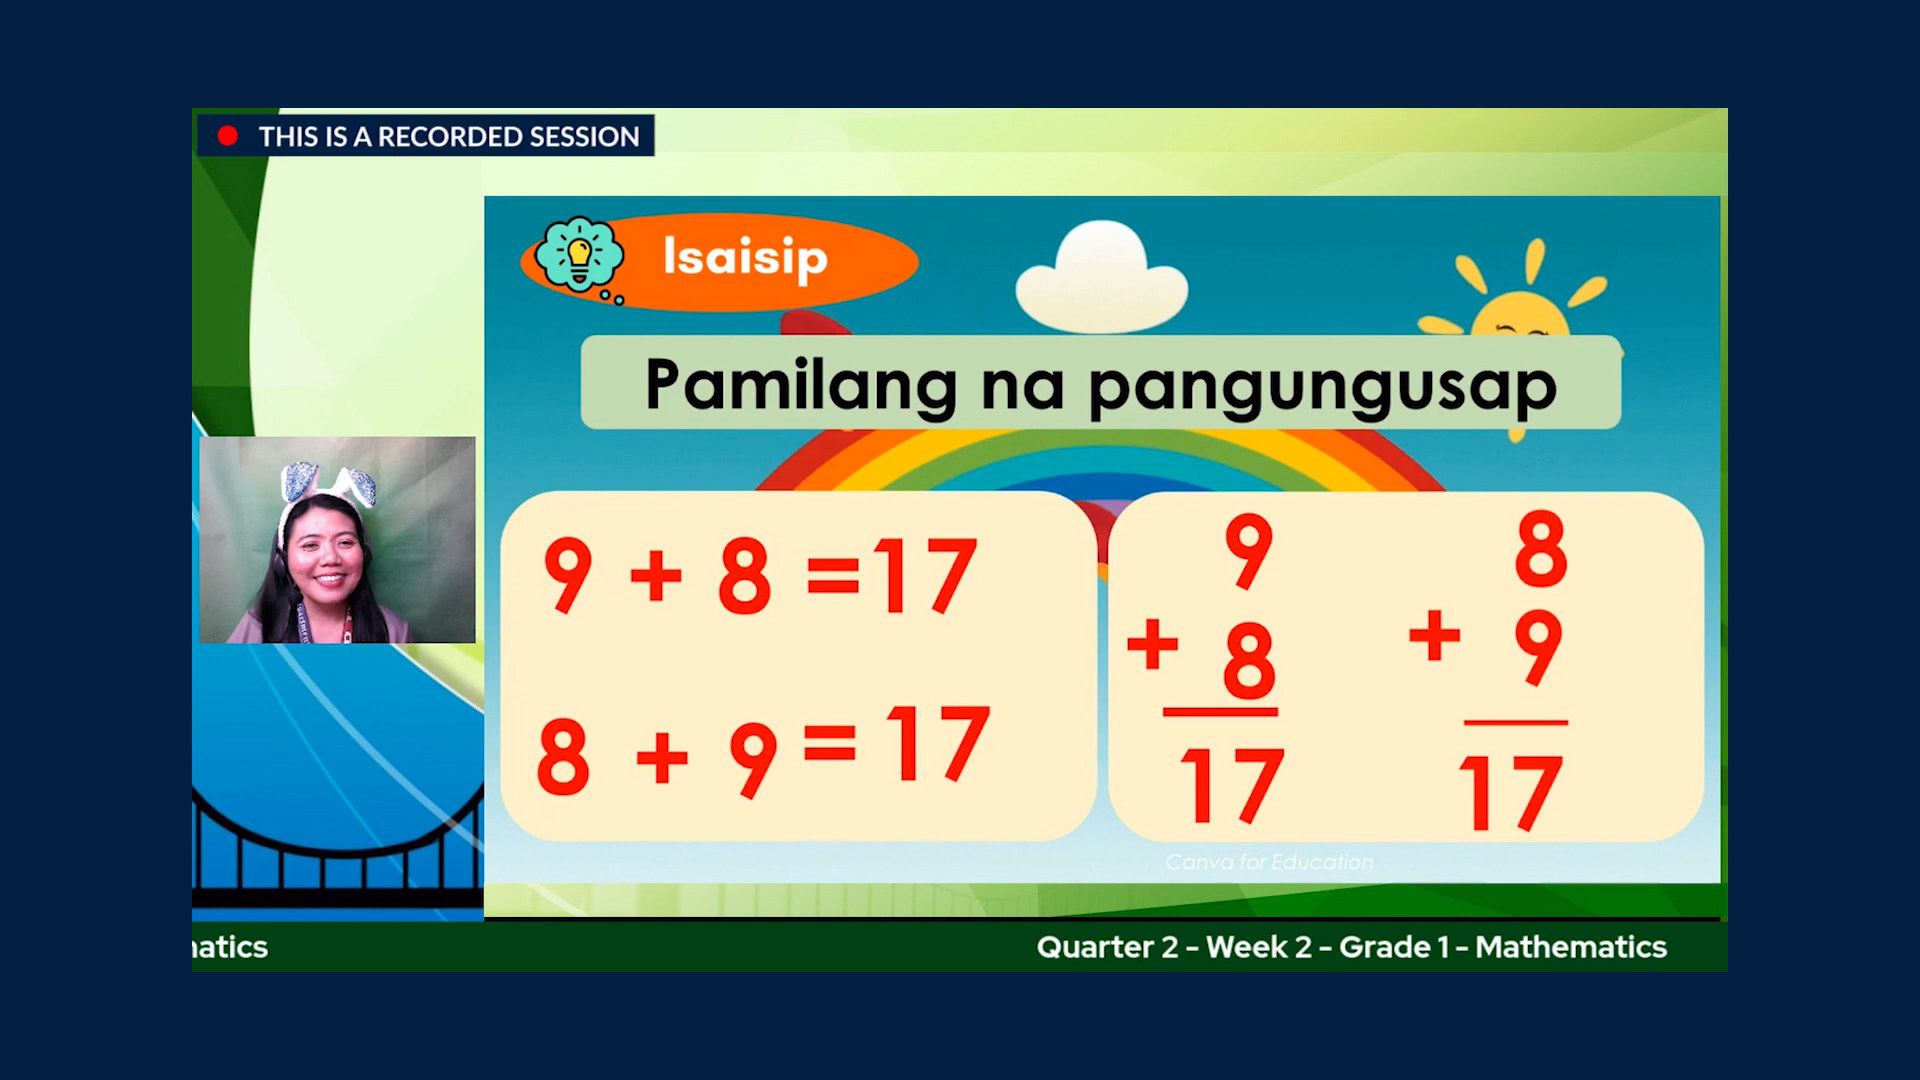 THIS IS A RECORDED SESSION
Isaisip
Pamilang na pangungusap
9 + 8 =17
8 + 9 = 17
9
+ 8
17
8
+ 9
17
Canva for Education
Quarter 2 - Week 2 - Grade 1 - Mathematics